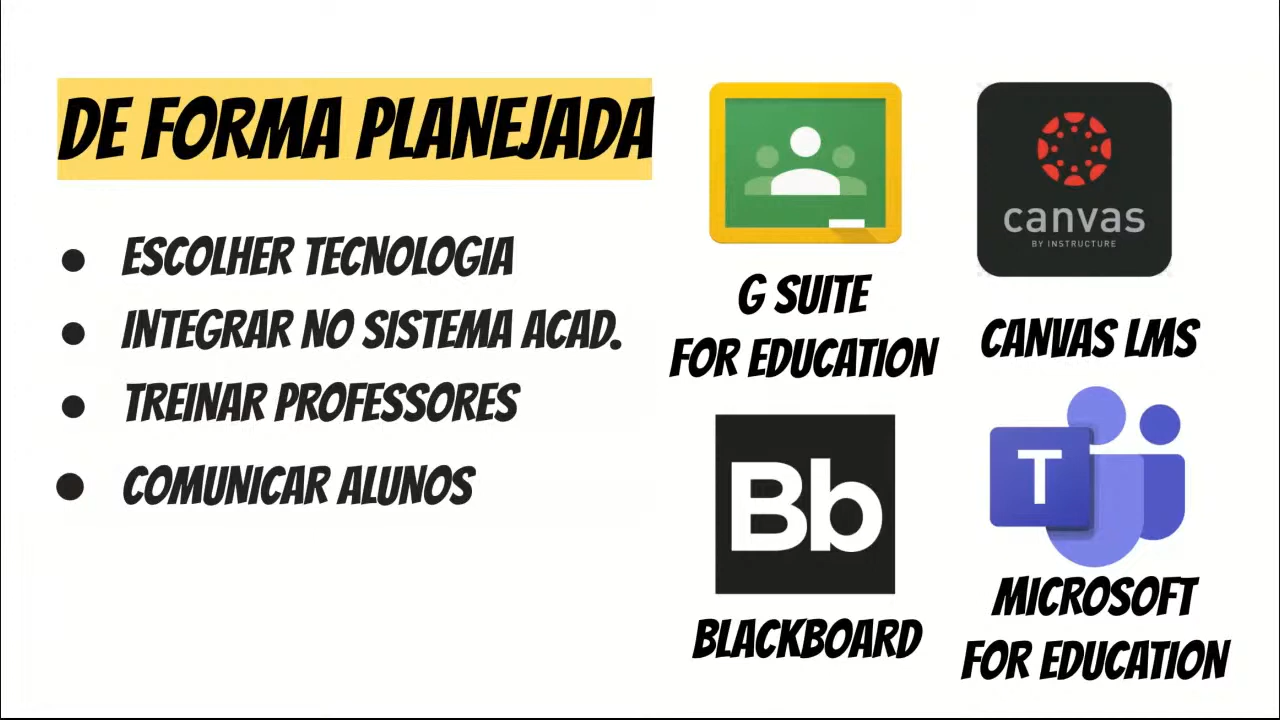 DE FORMA PLANEJADA
● ESCOLHER TECNOLOGIA
● INTEGRAR NO SISTEMA ACAD.
● TREINAR PROFESSORES
● COMUNICAR ALUNOS
G SUITE
FOR EDUCATION
canvas
BY INSTRUCTURE
CANVAS LMS
Bb
BLACKBOARD
T
MICROSOFT
FOR EDUCATION